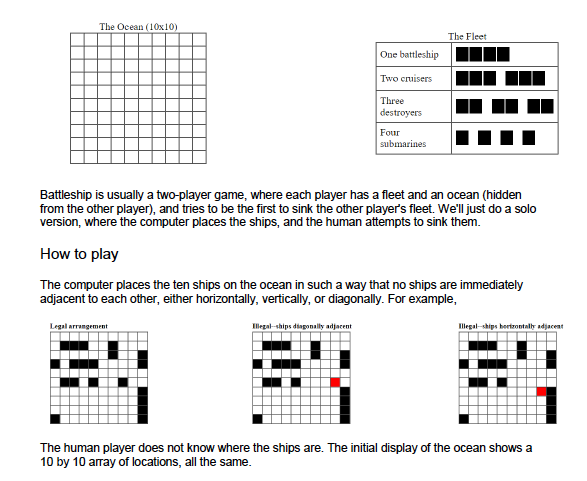 The Ocean (10x10)
The Fleet
One battleship
Two cruisers
Three
destroyers
Four
submarines
Battleship is usually a two-player game, where each player has a fleet and an ocean (hidden
from the other player), and tries to be the first to sink the other player's fleet. We'll just do a solo
version, where the computer places the ships, and the human attempts to sink them.
How to play
The computer places the ten ships on the ocean in such a way that no ships are immediately
adjacent to each other, either horizontally, vertically, or diagonally. For example,
Legal arrangement
Illegal--ships diagonally adjacent
Illegal--ships horizontally adjacent
The human player does not know where the ships are. The initial display of the ocean shows a
10 by 10 array of locations, all the same.